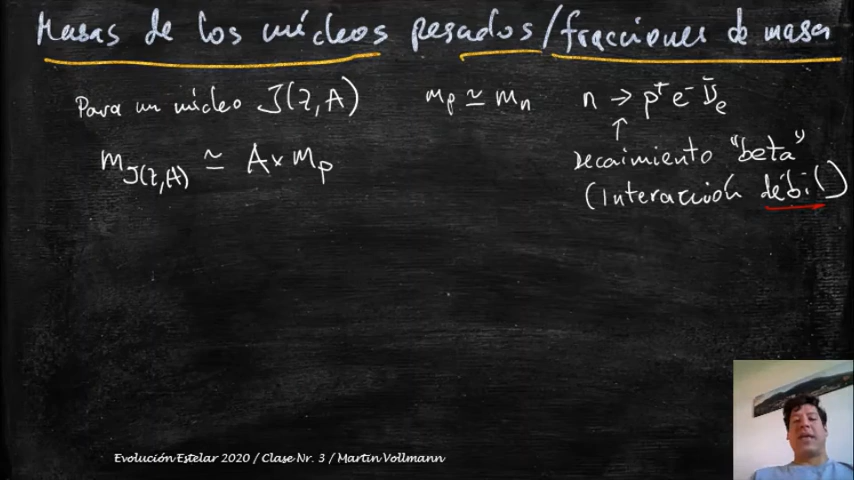 Masas de los núcleos pesados/fracciones de masa
Para un núcleo J(Z,A) mₚ ≃ mₙ n → p⁺ e⁻ ν̄ₑ
↑
m_J(Z,A) ≃ A × mₚ
Decaimiento "beta"
(Interacción débil)
Evolución Estelar 2020 / Clase Nr. 3 / Martin Vollmann